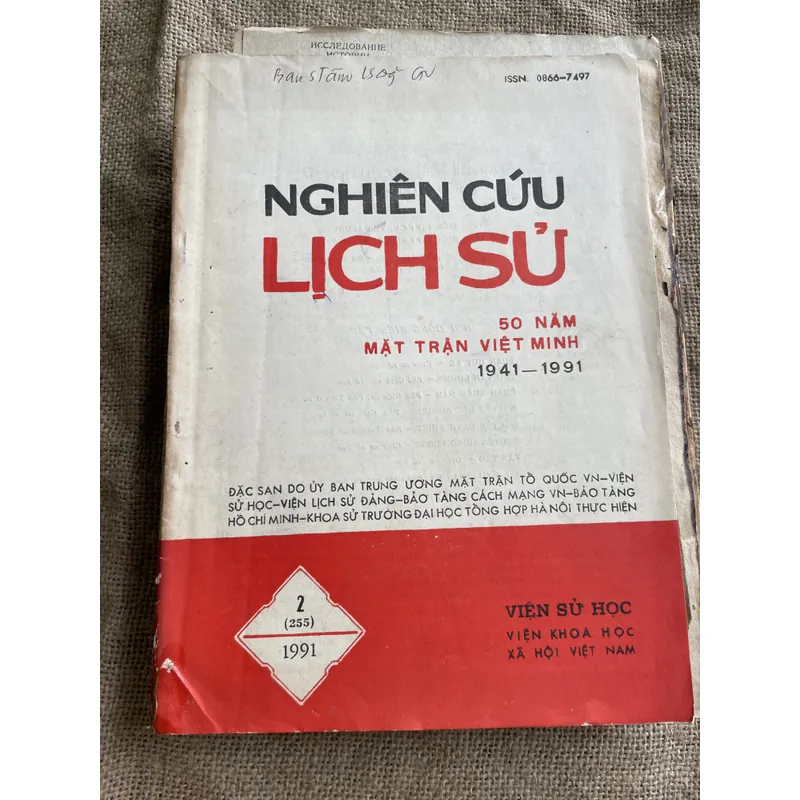 ИССЛЕДОВАНИЕ
ИСТОРИИ
ISSN. 0866-7497
NGHIÊN CỨU
LỊCH SỬ
50 NĂM
MẶT TRẬN VIỆT MINH
1941-1991
ĐẶC SAN DO ỦY BAN TRUNG ƯƠNG MẶT TRẬN TỔ QUỐC VN-VIỆN
SỬ HỌC-VIỆN LỊCH SỬ ĐẢNG-BẢO TÀNG CÁCH MẠNG VN-BẢO TÀNG
HỒ CHÍ MINH-KHOA SỬ TRƯỜNG ĐẠI HỌC TỔNG HỢP HÀ NỘI THỰC HIỆN
2
(255)
1991
VIỆN SỬ HỌC
VIỆN KHOA HỌC
XÃ HỘI VIỆT NAM